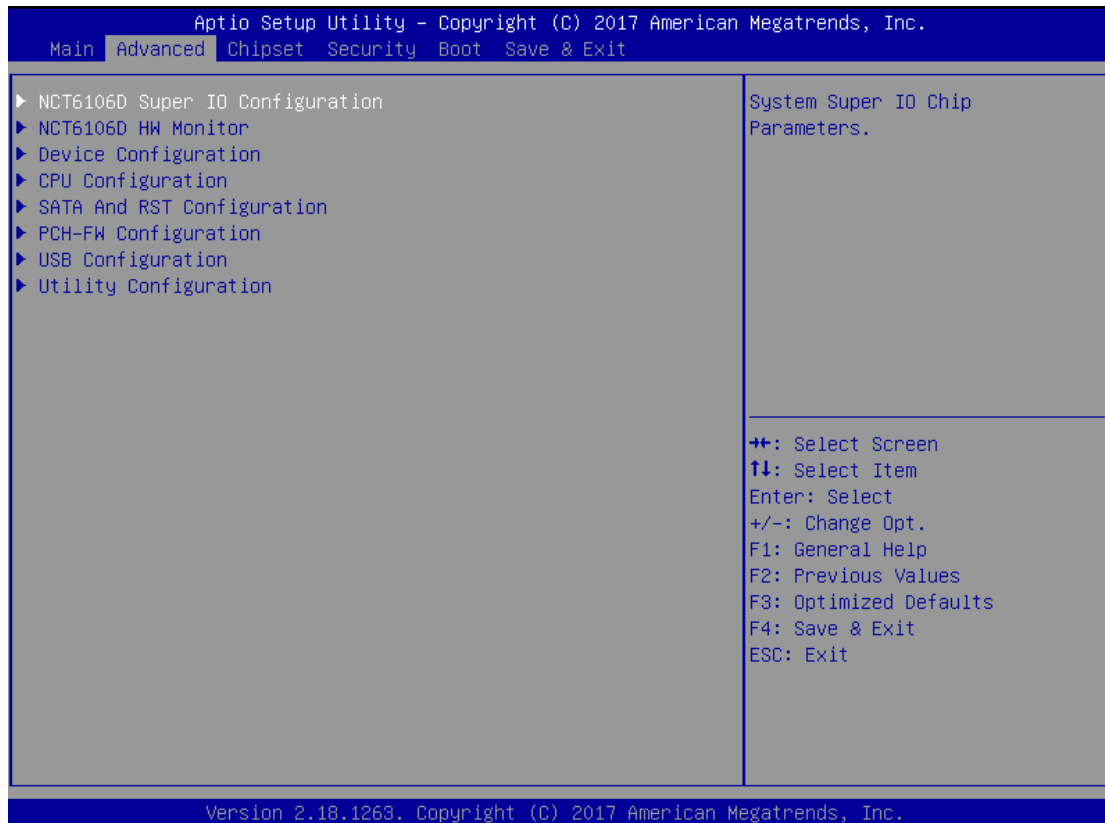 Aptio Setup Utility – Copyright (C) 2017 American Megatrends, Inc.
Main Advanced Chipset Security Boot Save & Exit
▶ NCT6106D Super IO Configuration
▶ NCT6106D HW Monitor
▶ Device Configuration
▶ CPU Configuration
▶ SATA And RST Configuration
▶ PCH-FW Configuration
▶ USB Configuration
▶ Utility Configuration
System Super IO Chip
Parameters.
→←: Select Screen
↑↓: Select Item
Enter: Select
+/-: Change Opt.
F1: General Help
F2: Previous Values
F3: Optimized Defaults
F4: Save & Exit
ESC: Exit
Version 2.18.1263. Copyright (C) 2017 American Megatrends, Inc.